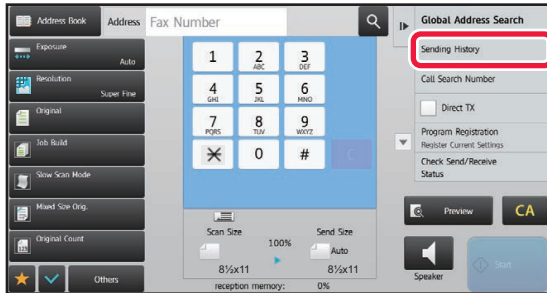 Address Book
Address
Fax Number
Global Address Search
Exposure
Auto
Sending History
Resolution
Super Fine
Call Search Number
Original
Direct TX
Job Build
Program Registration
Register Current Settings
Slow Scan Mode
Check Send/Receive
Status
Mixed Size Orig.
Original Count
Others
1
2
ABC
3
DEF
4
GHI
5
JKL
6
MNO
7
PQRS
8
TUV
9
WXYZ
0
#
C
Scan Size
Send Size
100%
Auto
8½x11
8½x11
reception memory: 0%
Preview
CA
Speaker
Start